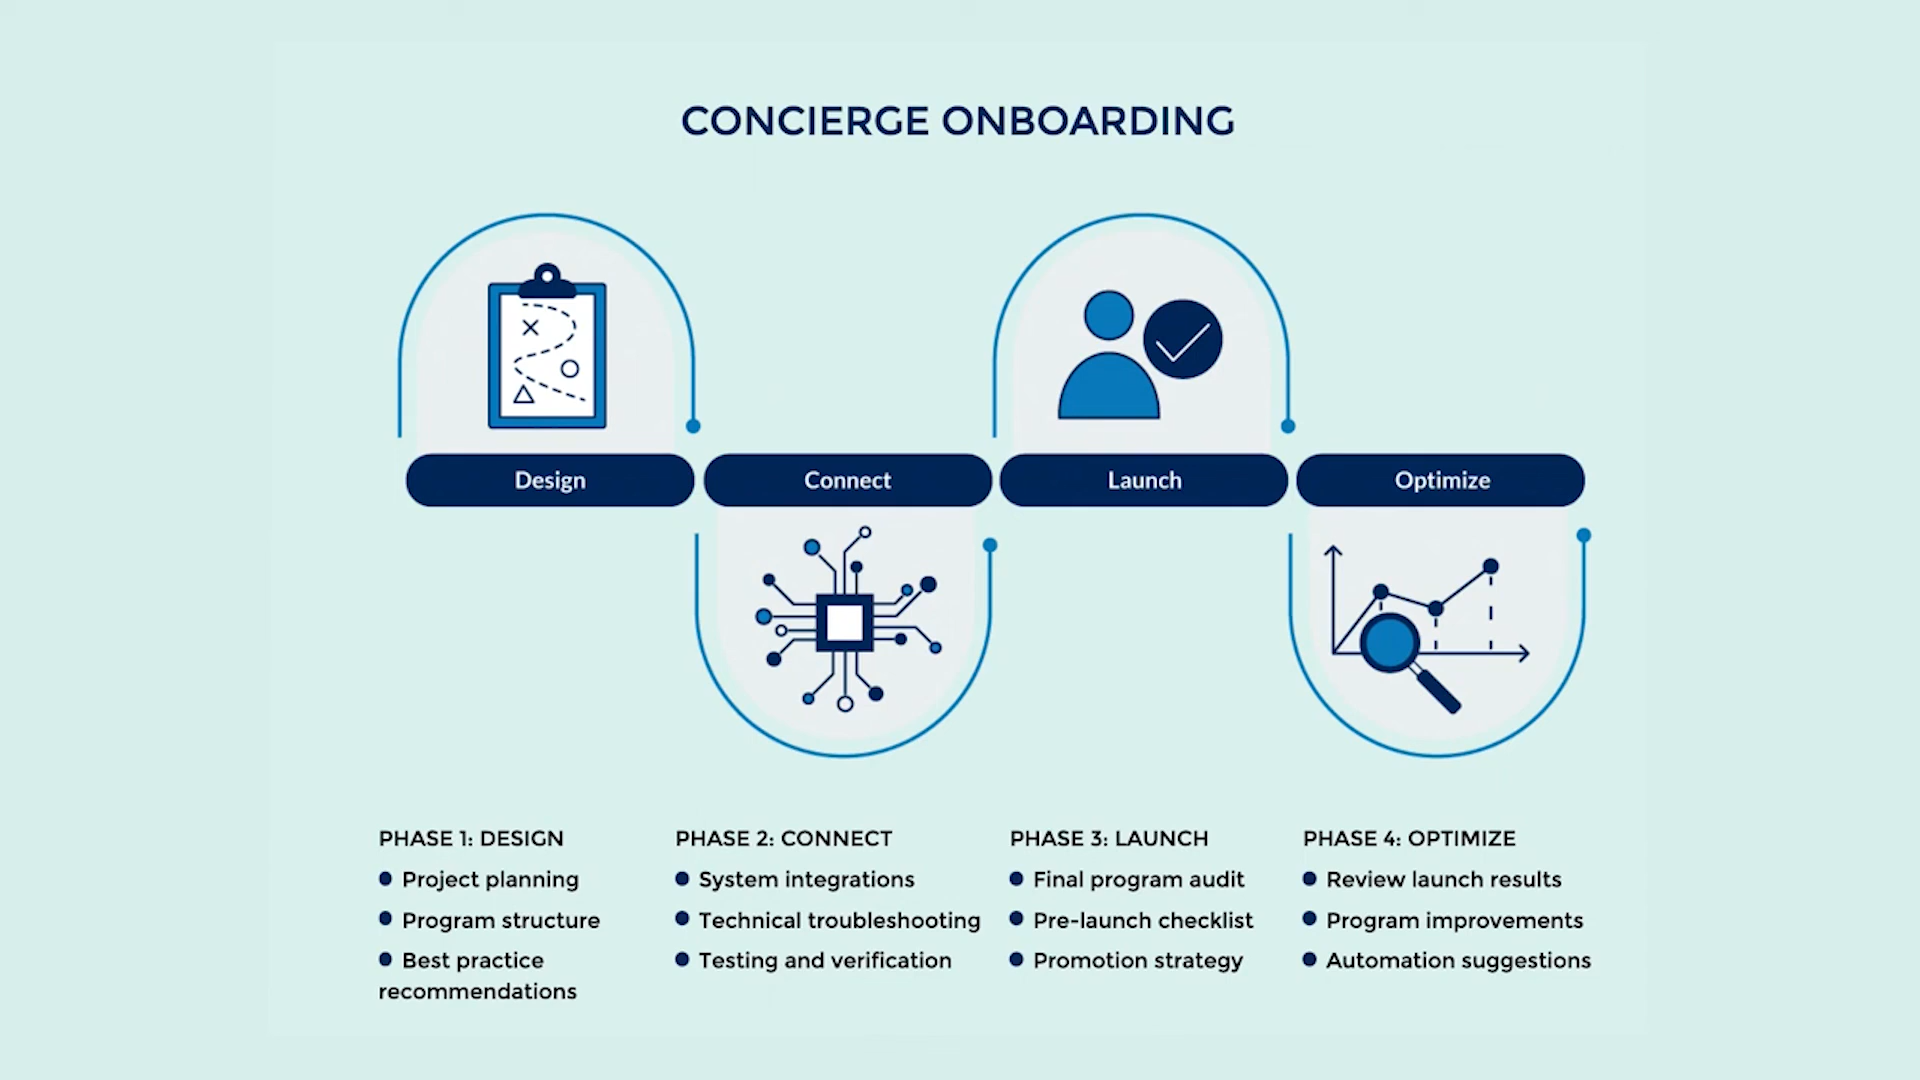 CONCIERGE ONBOARDING
Design
Connect
Launch
Optimize
PHASE 1: DESIGN
Project planning
Program structure
Best practice
recommendations
PHASE 2: CONNECT
System integrations
Technical troubleshooting
Testing and verification
PHASE 3: LAUNCH
Final program audit
Pre-launch checklist
Promotion strategy
PHASE 4: OPTIMIZE
Review launch results
Program improvements
Automation suggestions